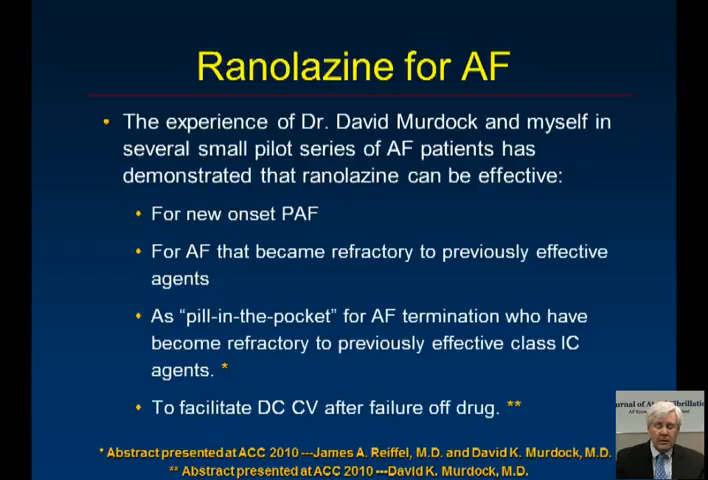 Ranolazine for AF
• The experience of Dr. David Murdock and myself in
several small pilot series of AF patients has
demonstrated that ranolazine can be effective:
• For new onset PAF
• For AF that became refractory to previously effective
agents
• As “pill-in-the-pocket” for AF termination who have
become refractory to previously effective class IC
agents. *
• To facilitate DC CV after failure off drug. **
* Abstract presented at ACC 2010 ---James A. Reiffel, M.D. and David K. Murdock, M.D.
** Abstract presented at ACC 2010 ---David K. Murdock, M.D.